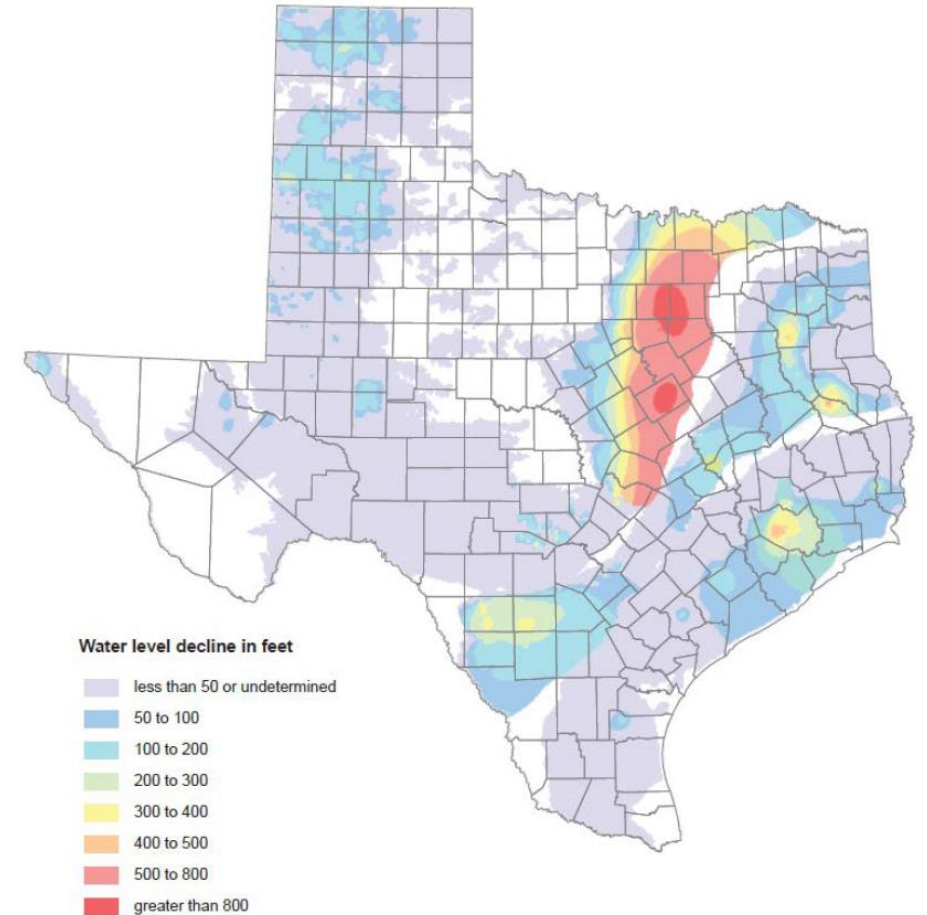 Water level decline in feet
less than 50 or undetermined
50 to 100
100 to 200
200 to 300
300 to 400
400 to 500
500 to 800
greater than 800